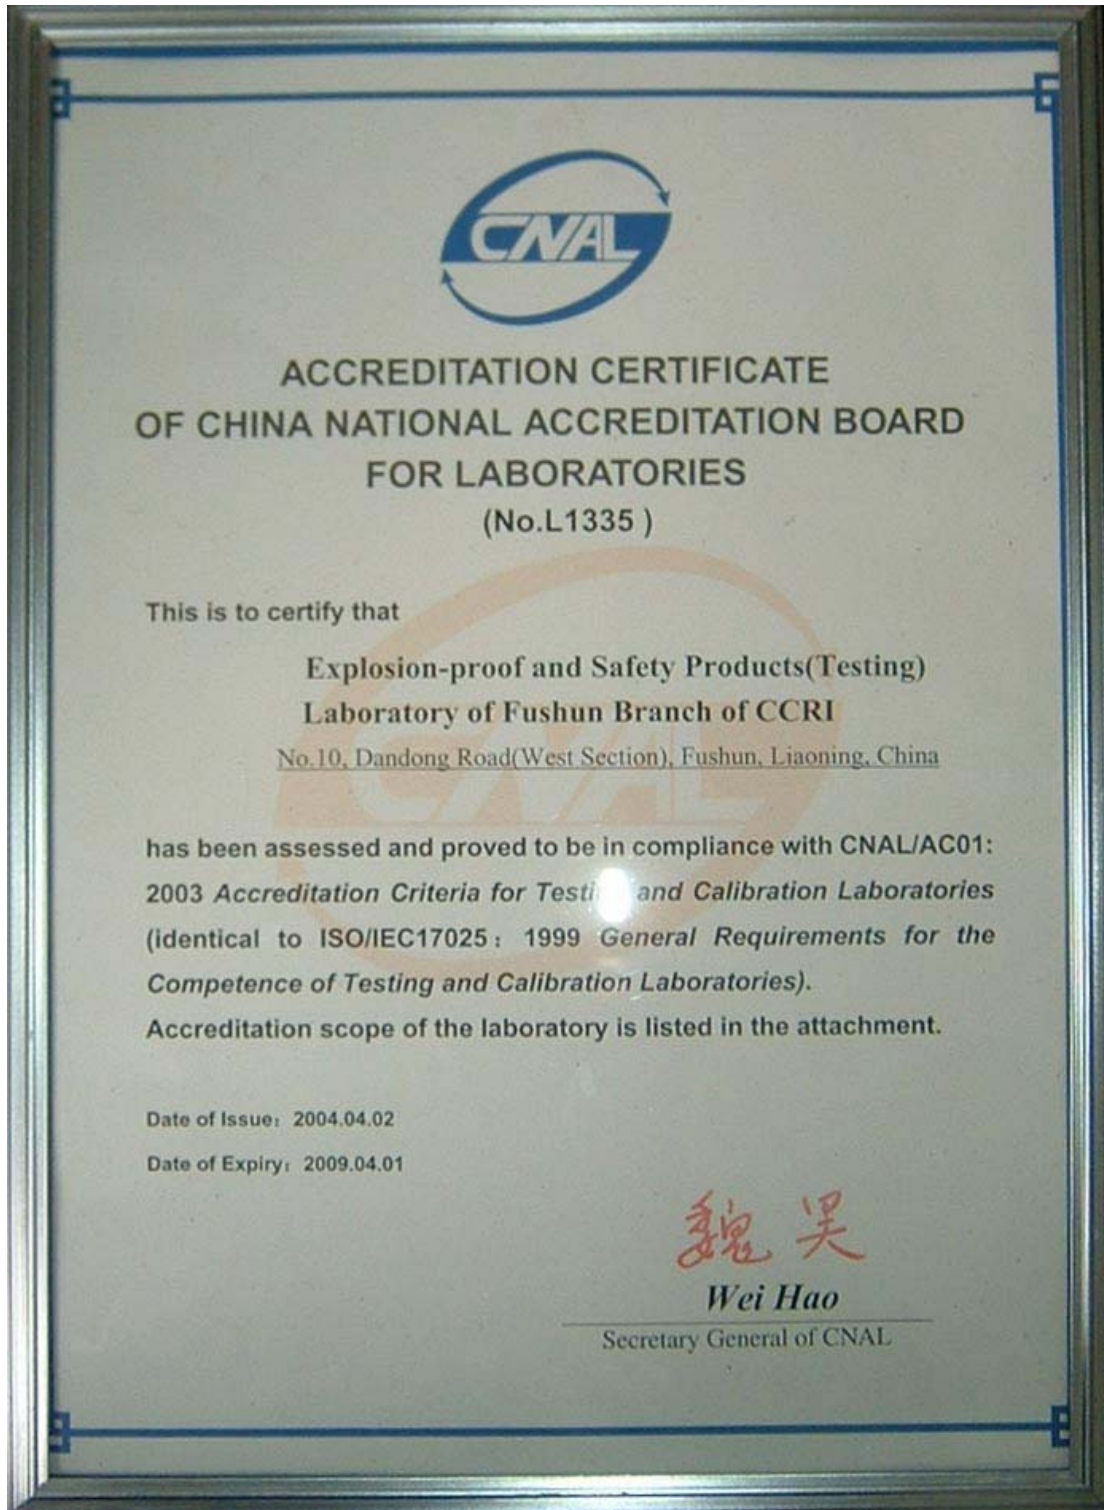 CNAL
ACCREDITATION CERTIFICATE
OF CHINA NATIONAL ACCREDITATION BOARD
FOR LABORATORIES
(No.L1335 )
This is to certify that
Explosion-proof and Safety Products(Testing)
Laboratory of Fushun Branch of CCRI
No.10, Dandong Road(West Section), Fushun, Liaoning, China
CNAL
has been assessed and proved to be in compliance with CNAL/AC01:
2003 Accreditation Criteria for Testi and Calibration Laboratories
(identical to ISO/IEC17025: 1999 General Requirements for the
Competence of Testing and Calibration Laboratories).
Accreditation scope of the laboratory is listed in the attachment.
Date of Issue: 2004.04.02
Date of Expiry: 2009.04.01
魏昊
Wei Hao
Secretary General of CNAL